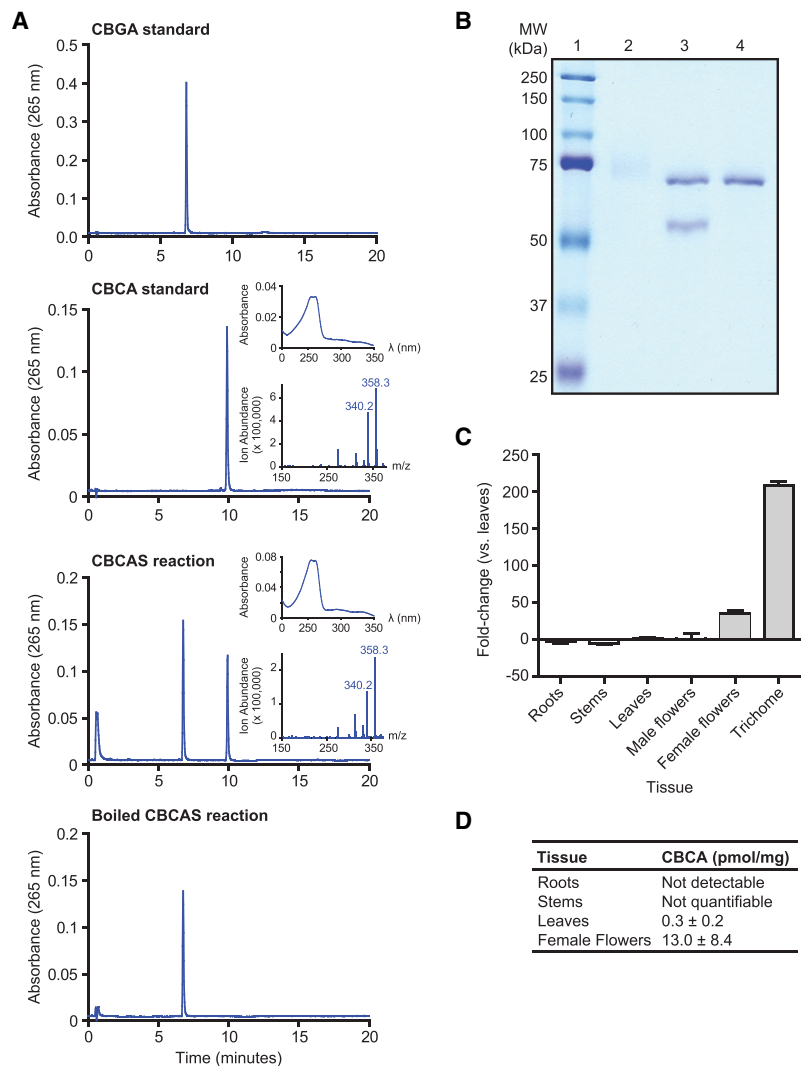 A
CBGA standard
Absorbance (265 nm)
0.5
0.4
0.3
0.2
0.1
0.0
0 5 10 15 20
CBCA standard
Absorbance (265 nm)
0.15
0.1
0.05
0
0 5 10 15 20
Absorbance
0.04
0.02
0
0 250 300 350
λ (nm)
Ion Abundance
(x 100,000)
6
4
2
0
358.3
340.2
150 250 350
m/z
CBCAS reaction
Absorbance (265 nm)
0.2
0.15
0.1
0.05
0
0 5 10 15 20
Absorbance
0.08
0.04
0
0 250 300 350
λ (nm)
Ion Abundance
(x 100,000)
2
1
0
358.3
340.2
150 250 350
m/z
Boiled CBCAS reaction
Absorbance (265 nm)
0.2
0.15
0.1
0.05
0
0 5 10 15 20
Time (minutes)
B
MW
(kDa)
1 2 3 4
250
150
100
75
50
37
25
C
Fold-change (vs. leaves)
250
200
150
100
50
0
-50
Roots
Stems
Leaves
Male flowers
Female flowers
Trichome
Tissue
D
Tissue CBCA (pmol/mg)
Roots Not detectable
Stems Not quantifiable
Leaves 0.3 ± 0.2
Female Flowers 13.0 ± 8.4